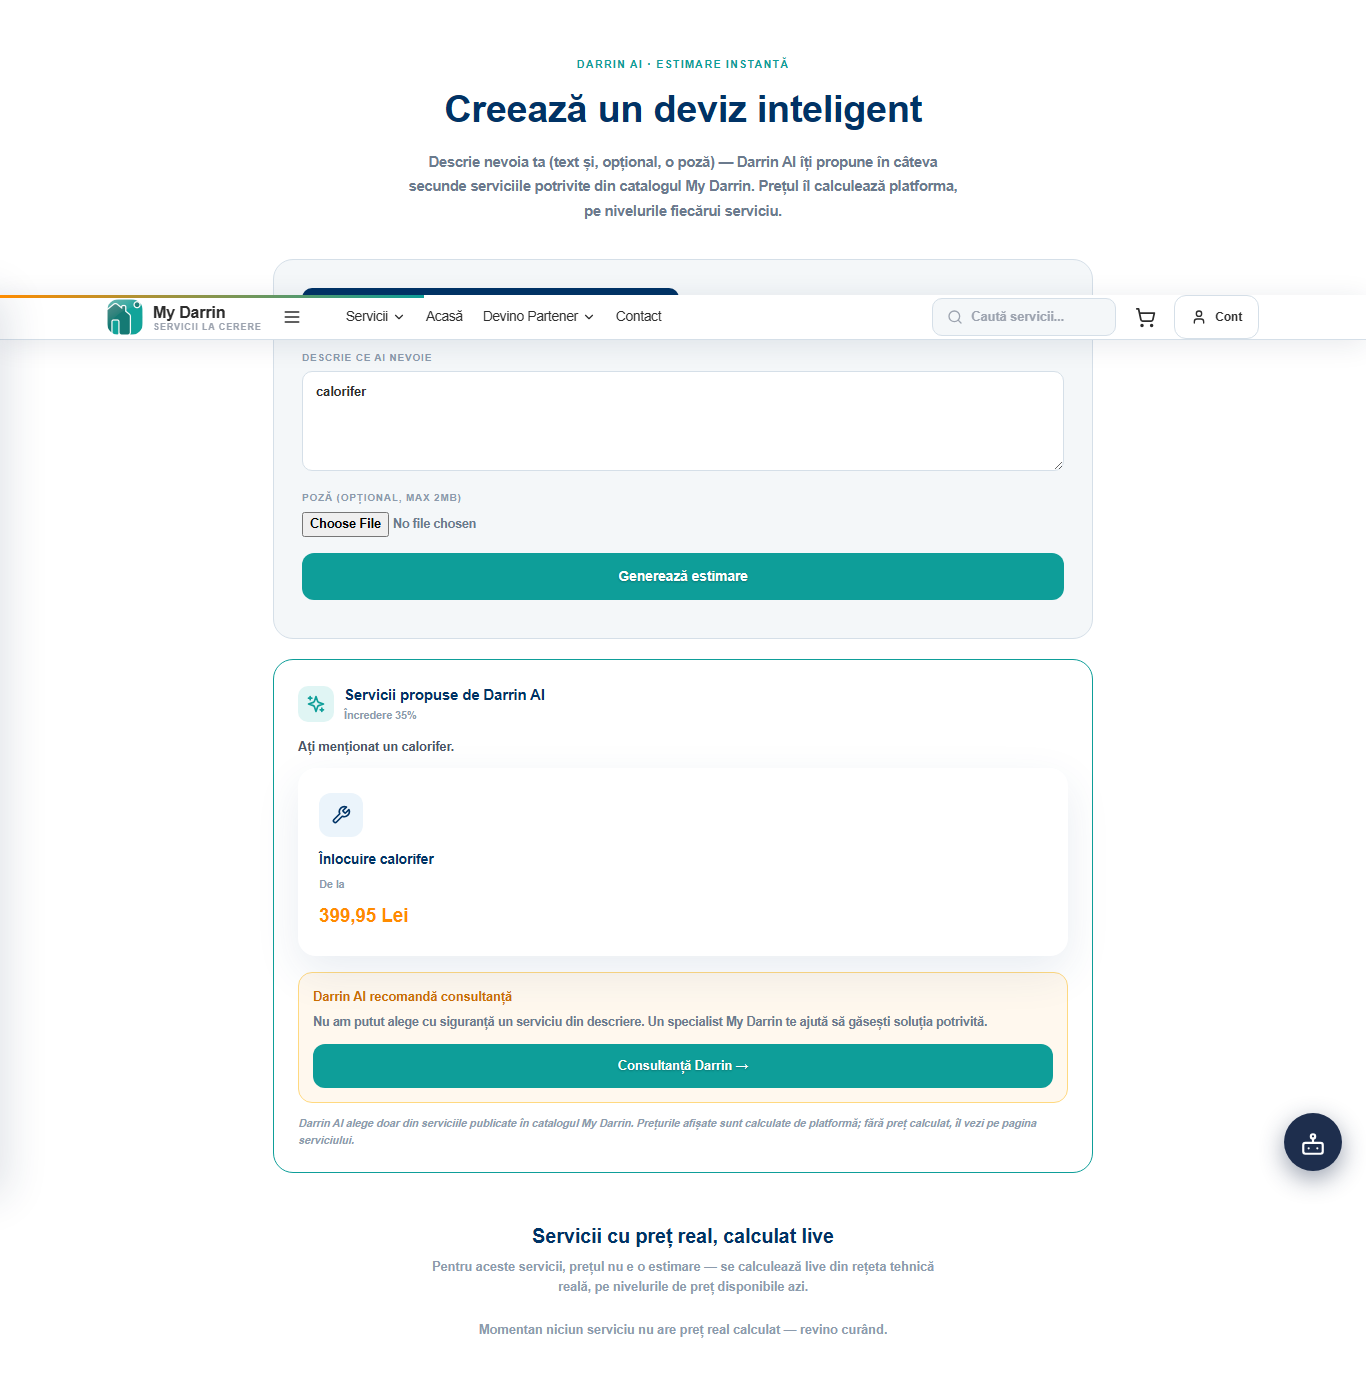 DARRIN AI · ESTIMARE INSTANTĂ
Creează un deviz inteligent
Descrie nevoia ta (text și, opțional, o poză) — Darrin AI îți propune în câteva
secunde serviciile potrivite din catalogul My Darrin. Prețul îl calculează platforma,
pe nivelurile fiecărui serviciu.
My Darrin
SERVICII LA CERERE
Servicii
Acasă
Devino Partener
Contact
Caută servicii...
Cont
DESCRIE CE AI NEVOIE
calorifer
POZĂ (OPȚIONAL, MAX 2MB)
Choose File No file chosen
Generează estimare
Servicii propuse de Darrin AI
Încredere 35%
Ați menționat un calorifer.
Înlocuire calorifer
De la
399,95 Lei
Darrin AI recomandă consultanță
Nu am putut alege cu siguranță un serviciu din descriere. Un specialist My Darrin te ajută să găsești soluția potrivită.
Consultanță Darrin →
Darrin AI alege doar din serviciile publicate în catalogul My Darrin. Prețurile afișate sunt calculate de platformă; fără preț calculat, îl vezi pe pagina
serviciului.
Servicii cu preț real, calculat live
Pentru aceste servicii, prețul nu e o estimare — se calculează live din rețeta tehnică
reală, pe nivelurile de preț disponibile azi.
Momentan niciun serviciu nu are preț real calculat — revino curând.